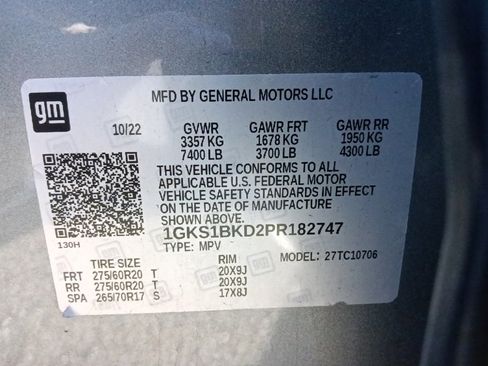 gm
MFD BY GENERAL MOTORS LLC
10/22 GVWR GAWR FRT GAWR RR
3357 KG 1678 KG 1950 KG
7400 LB 3700 LB 4300 LB
THIS VEHICLE CONFORMS TO ALL
APPLICABLE U.S. FEDERAL MOTOR
VEHICLE SAFETY STANDARDS IN EFFECT
ON THE DATE OF MANUFACTURE
SHOWN ABOVE.
1GKS1BKD2PR182747
130H
TYPE: MPV MODEL: 27TC10706
TIRE SIZE RIM
FRT 275/60R20 T 20X9J
RR 275/60R20 T 20X9J
SPA 265/70R17 S 17X8J